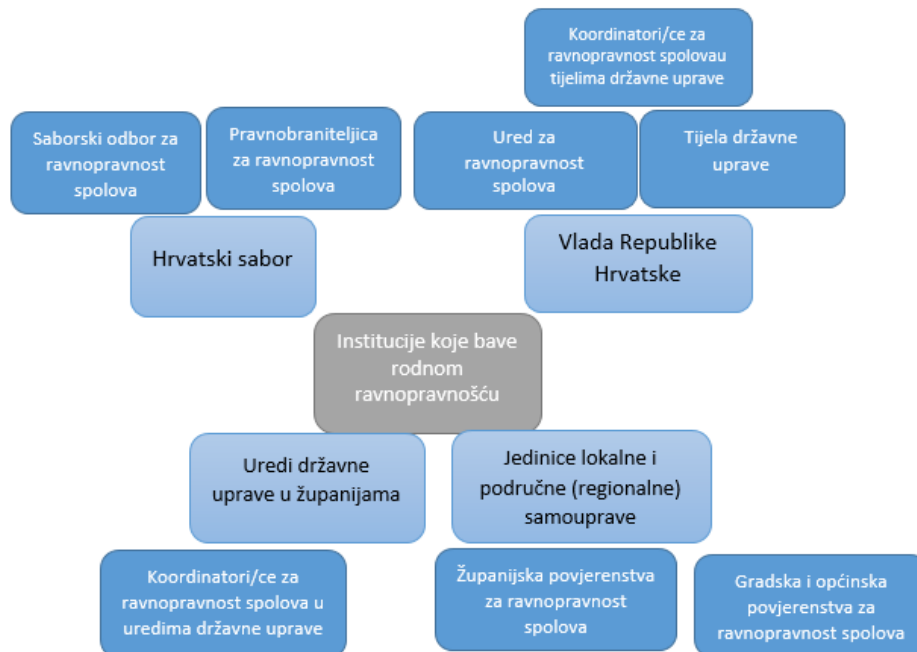 Koordinatori/ce za
ravnopravnost spolovau
tijelima državne uprave
Saborski odbor za
ravnopravnost
spolova
Pravnobraniteljica
za ravnopravnost
spolova
Ured za
ravnopravnost
spolova
Tijela državne
uprave
Hrvatski sabor
Vlada Republike
Hrvatske
Institucije koje bave
rodnom
ravnopravnošću
Uredi državne
uprave u županijama
Jedinice lokalne i
područne (regionalne)
samouprave
Koordinatori/ce za
ravnopravnost spolova u
uredima državne uprave
Županijska povjerenstva
za ravnopravnost
spolova
Gradska i općinska
povjerenstva za
ravnopravnost spolova